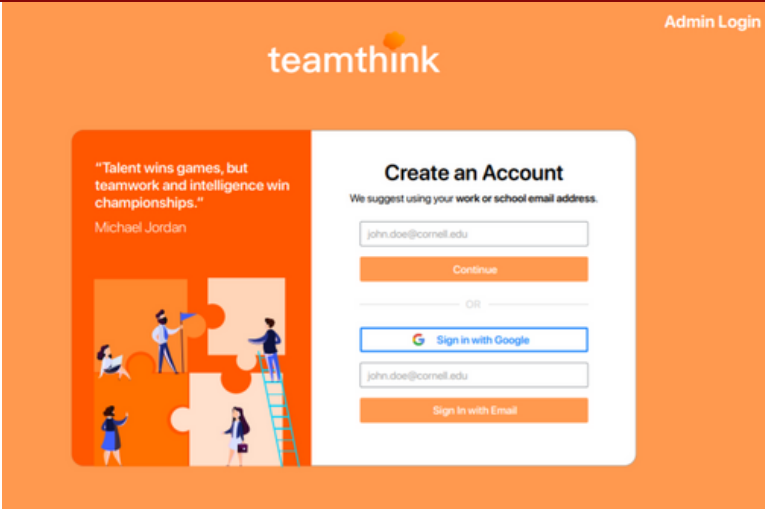 Admin Login
teamthink
“Talent wins games, but
teamwork and intelligence win
championships.”
Michael Jordan
Create an Account
We suggest using your work or school email address.
john.doe@cornell.edu
Continue
OR
Sign in with Google
john.doe@cornell.edu
Sign In with Email